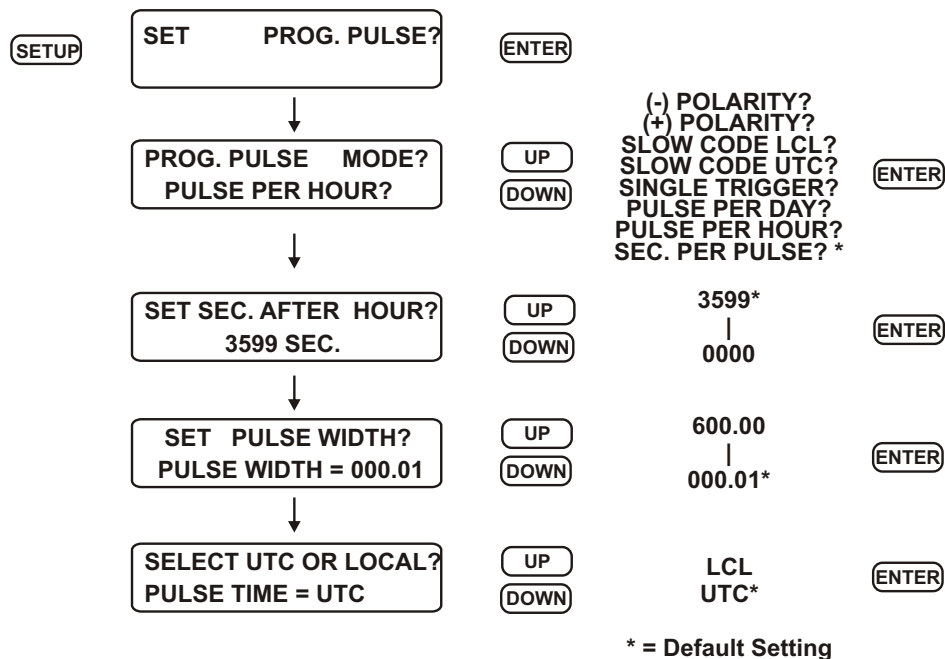 SETUP
SET PROG. PULSE?
ENTER
PROG. PULSE MODE?
PULSE PER HOUR?
UP
DOWN
(-) POLARITY?
(+) POLARITY?
SLOW CODE LCL?
SLOW CODE UTC?
SINGLE TRIGGER?
PULSE PER DAY?
PULSE PER HOUR?
SEC. PER PULSE? *
ENTER
SET SEC. AFTER HOUR?
3599 SEC.
UP
DOWN
3599*
|
0000
ENTER
SET PULSE WIDTH?
PULSE WIDTH = 000.01
UP
DOWN
600.00
|
000.01*
ENTER
SELECT UTC OR LOCAL?
PULSE TIME = UTC
UP
DOWN
LCL
UTC*
ENTER
* = Default Setting